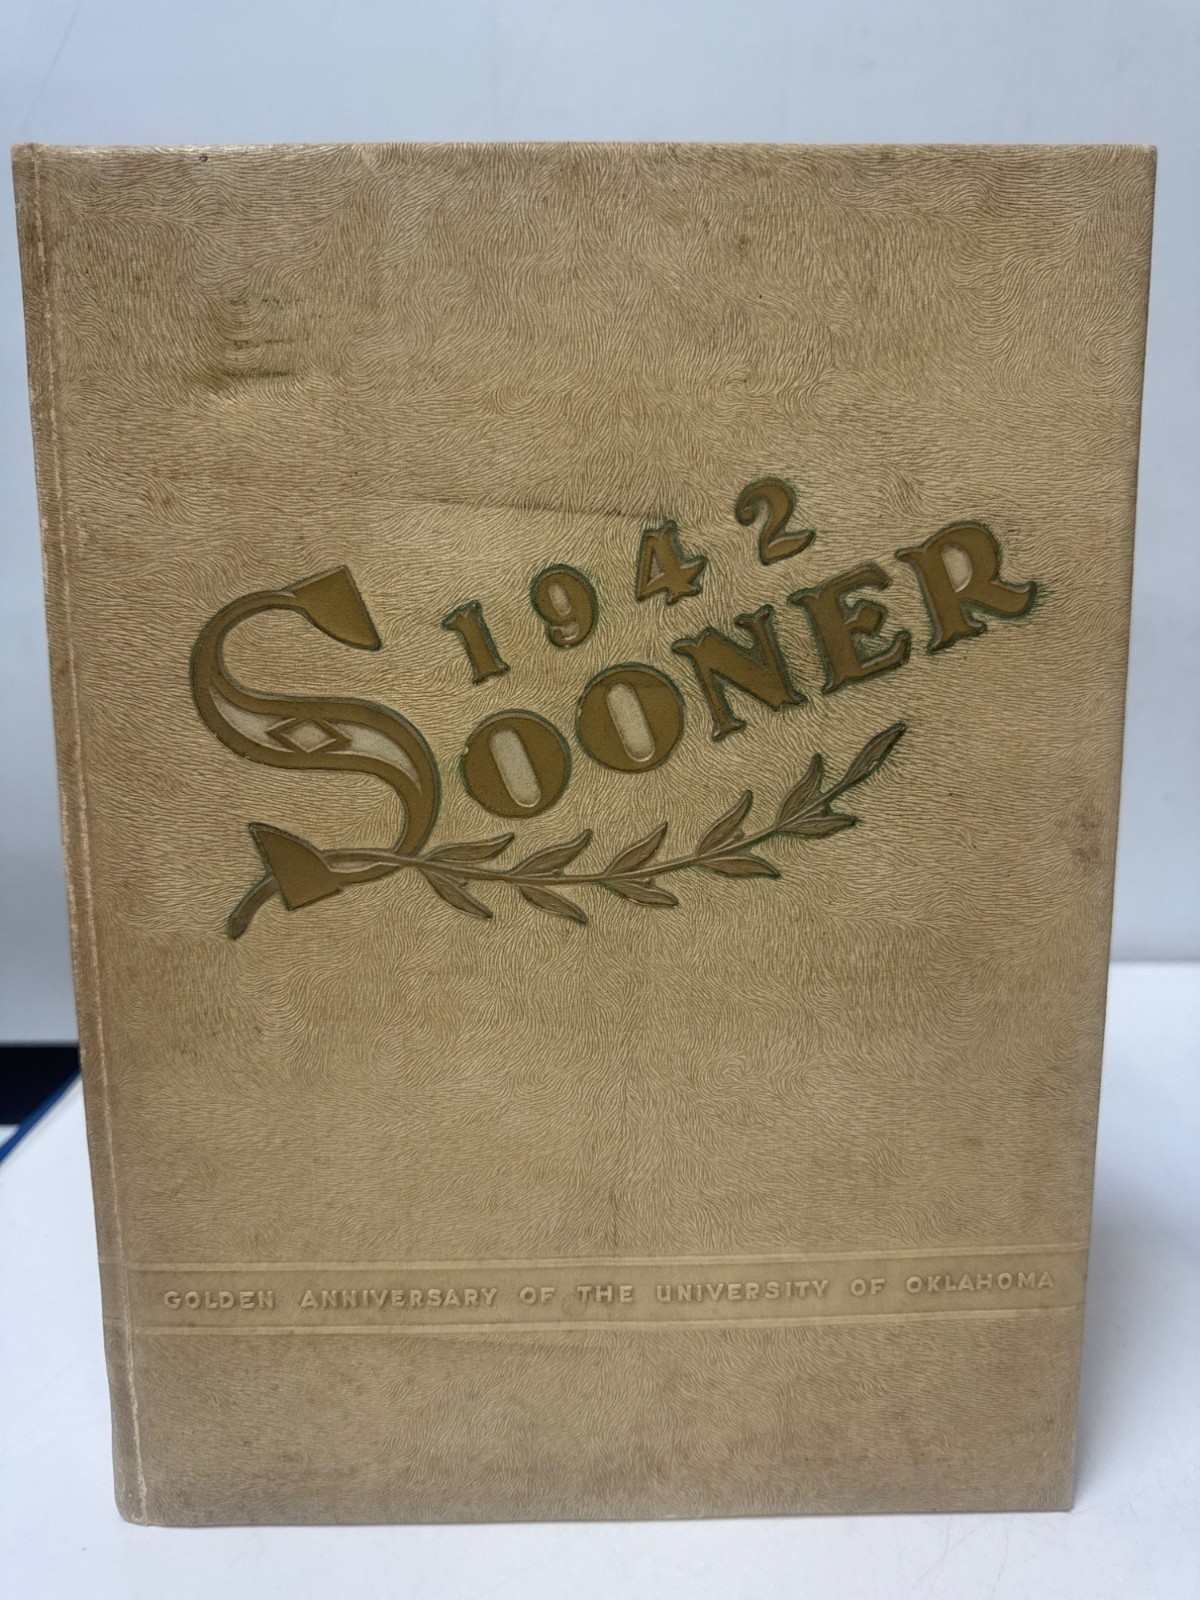 1942
SOONER
GOLDEN ANNIVERSARY OF THE UNIVERSITY OF OKLAHOMA